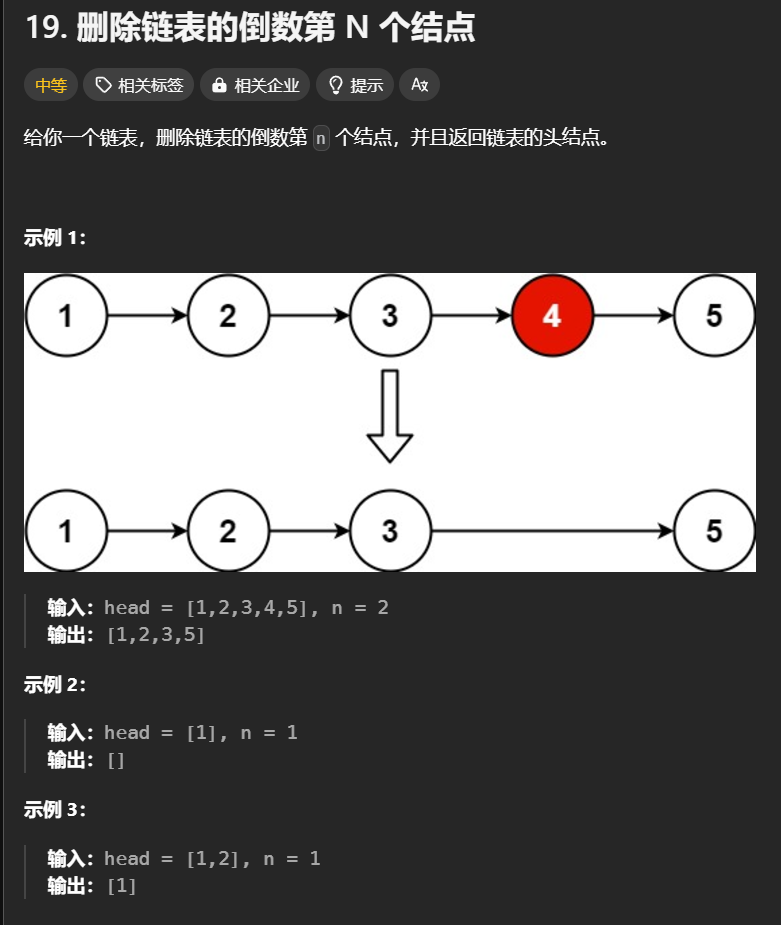 19. 删除链表的倒数第 N 个结点
中等 相关标签 相关企业 提示 A文
给你一个链表，删除链表的倒数第 n 个结点，并且返回链表的头结点。
示例 1：
1 2 3 4 5
1 2 3 5
输入：head = [1,2,3,4,5], n = 2
输出：[1,2,3,5]
示例 2：
输入：head = [1], n = 1
输出：[]
示例 3：
输入：head = [1,2], n = 1
输出：[1]